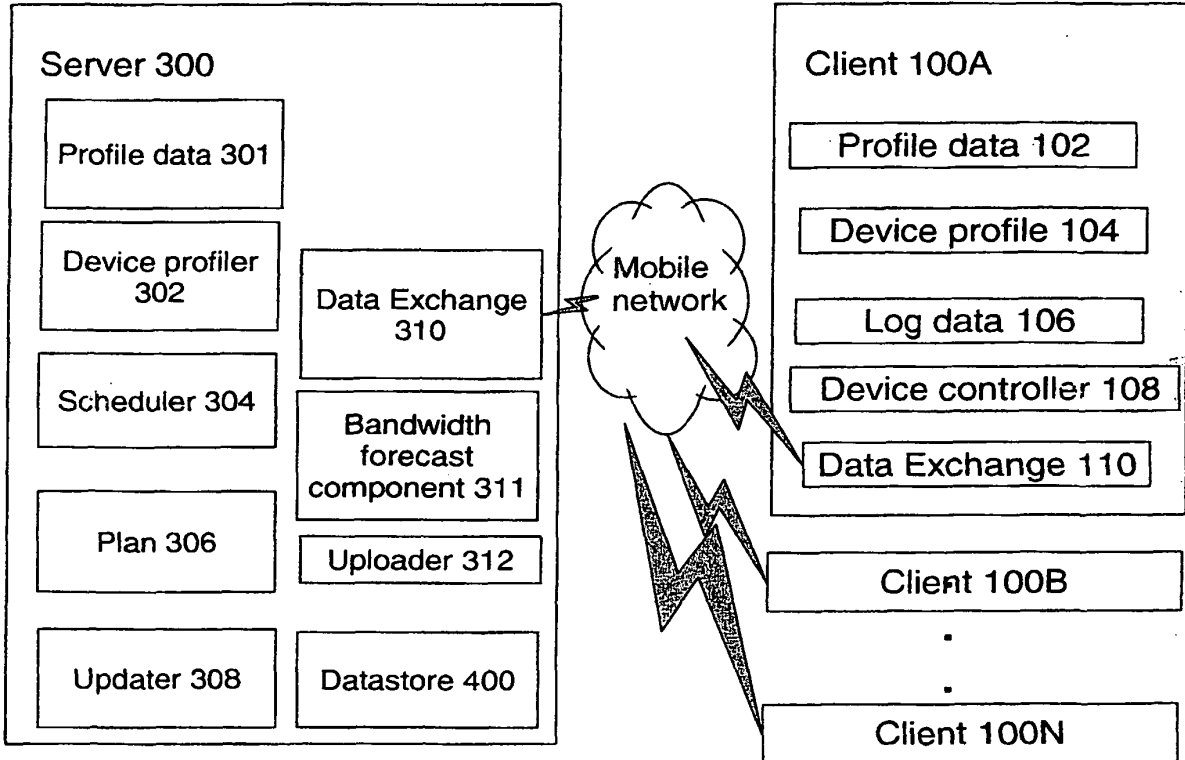 Server 300
Profile data 301
Device profiler
302
Scheduler 304
Plan 306
Updater 308
Data Exchange
310
Bandwidth
forecast
component 311
Uploader 312
Datastore 400
Mobile
network
Client 100A
Profile data 102
Device profile 104
Log data 106
Device controller 108
Data Exchange 110
Client 100B
Client 100N